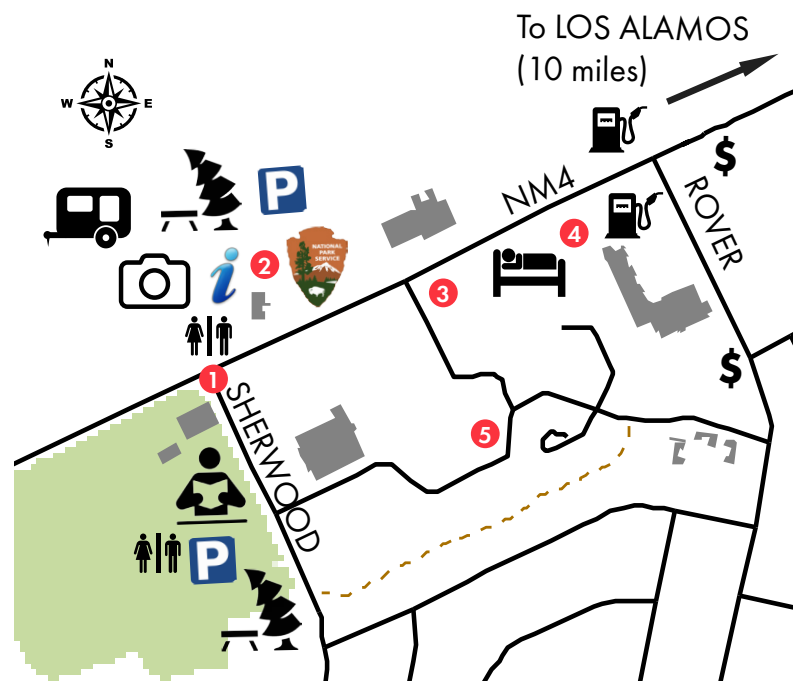 To LOS ALAMOS
(10 miles)
N
W E
S
NM4
ROVER
$
P
NATIONAL
PARK
SERVICE
i
2
4
3
1
SHERWOOD
$
5
P